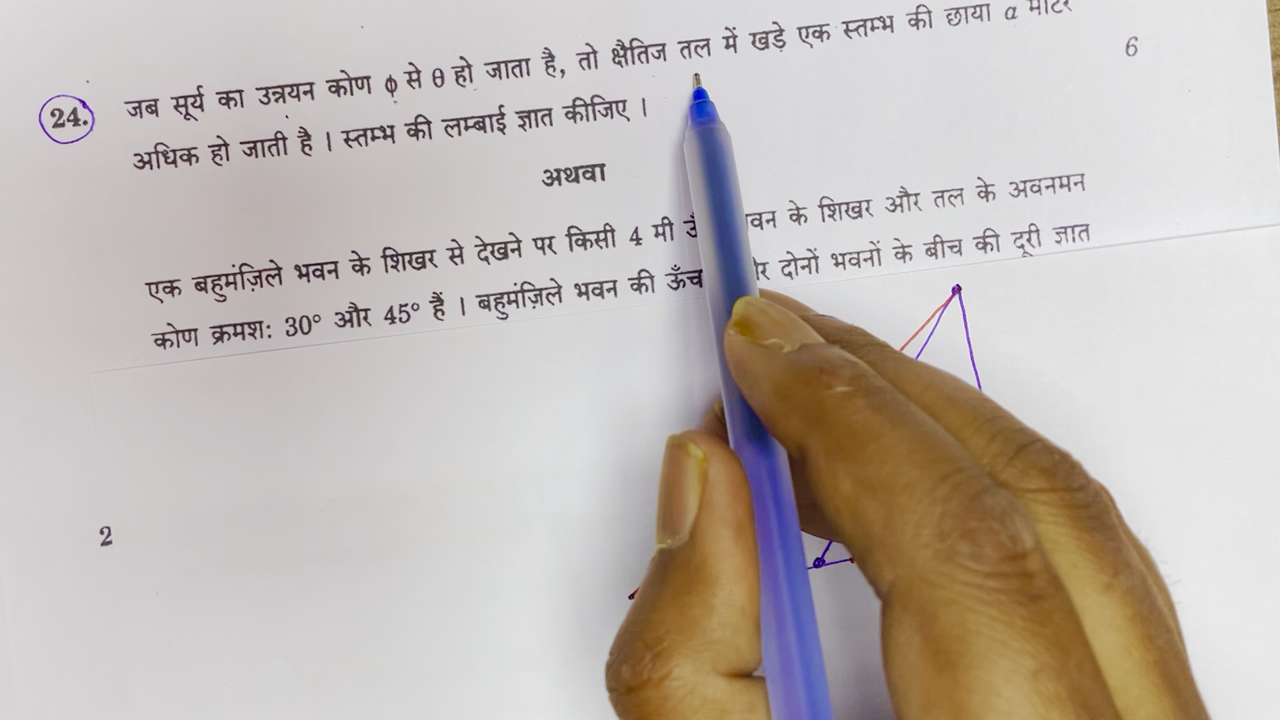 24. जब सूर्य का उन्नयन कोण ϕ से θ हो जाता है, तो क्षैतिज तल में खड़े एक स्तम्भ की छाया a मीटर
6
अधिक हो जाती है । स्तम्भ की लम्बाई ज्ञात कीजिए ।
अथवा
एक बहुमंज़िले भवन के शिखर से देखने पर किसी 4 मी के शिखर और तल के अवनमन
कोण क्रमश: 30° और 45° हैं । बहुमंज़िले भवन की दोनों भवनों के बीच की दूरी ज्ञात
2